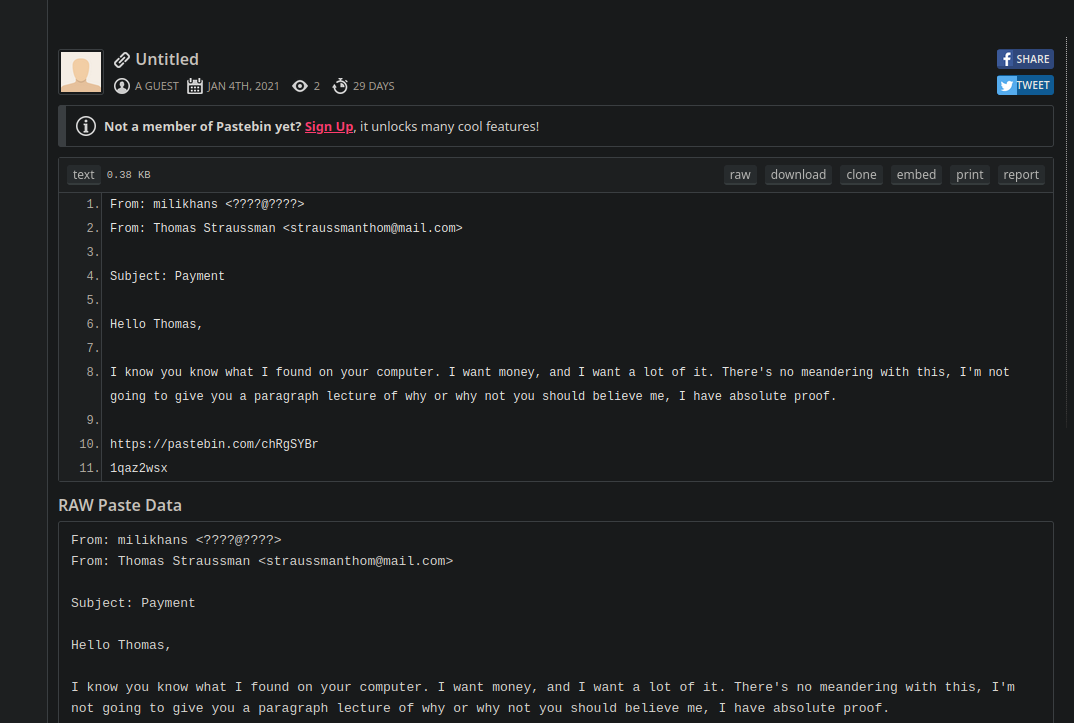 Untitled
SHARE
A GUEST JAN 4TH, 2021 2 29 DAYS
TWEET
Not a member of Pastebin yet? Sign Up, it unlocks many cool features!
text 0.38 KB raw download clone embed print report
1. From: milikhans <????@????>
2. From: Thomas Straussman <straussmanthom@mail.com>
3.
4. Subject: Payment
5.
6. Hello Thomas,
7.
8. I know you know what I found on your computer. I want money, and I want a lot of it. There's no meandering with this, I'm not
going to give you a paragraph lecture of why or why not you should believe me, I have absolute proof.
9.
10. https://pastebin.com/chRgSYBr
11. 1qaz2wsx
RAW Paste Data
From: milikhans <????@????>
From: Thomas Straussman <straussmanthom@mail.com>
Subject: Payment
Hello Thomas,
I know you know what I found on your computer. I want money, and I want a lot of it. There's no meandering with this, I'm
not going to give you a paragraph lecture of why or why not you should believe me, I have absolute proof.